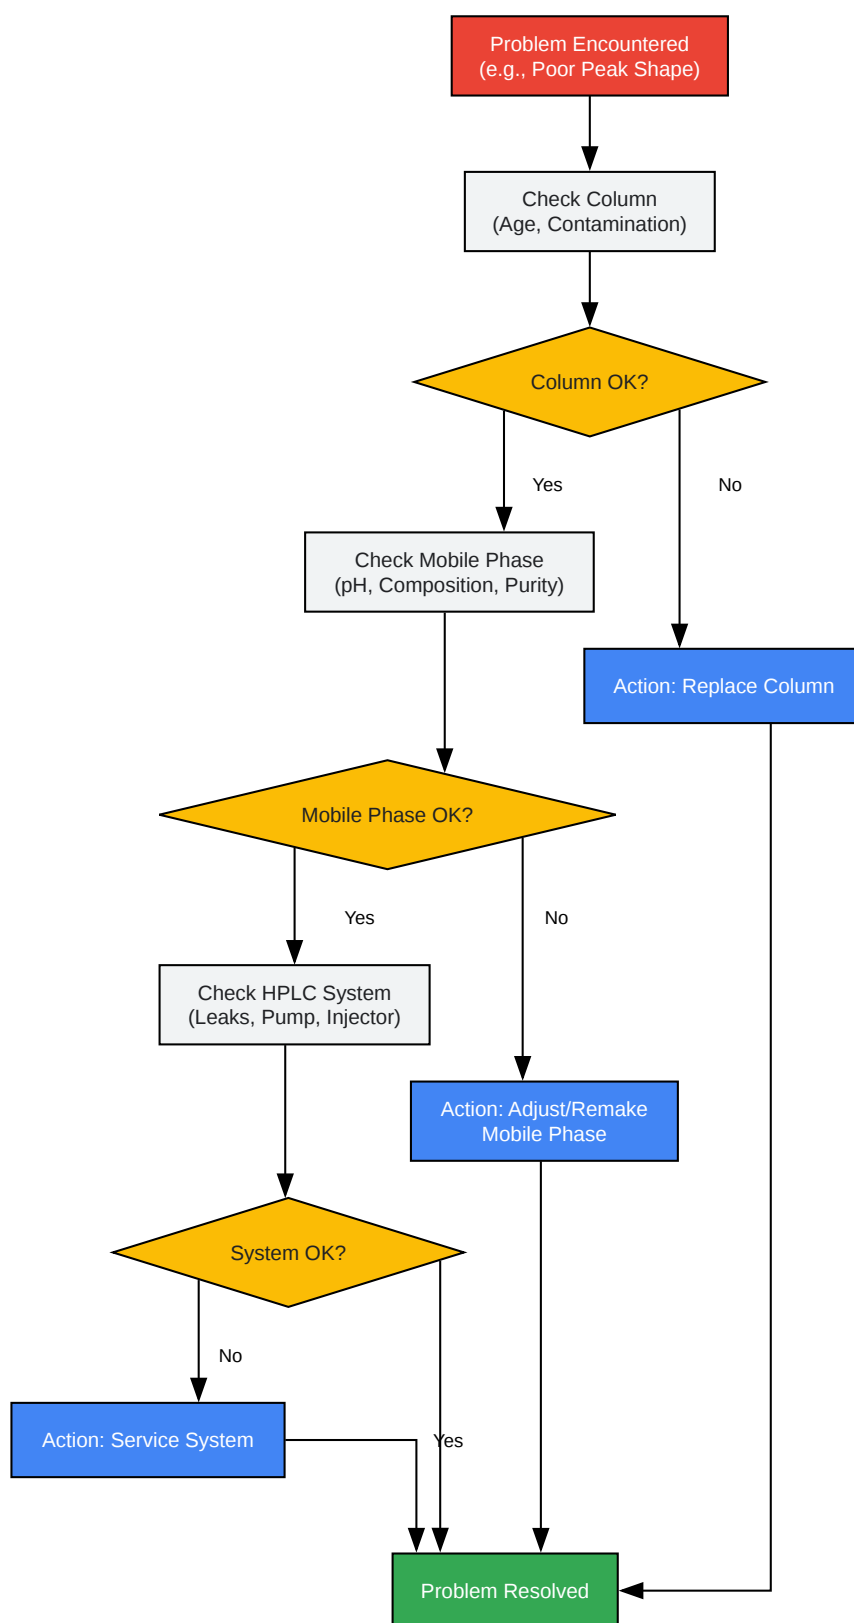 Problem Encountered
(e.g., Poor Peak Shape)
Check Column
(Age, Contamination)
Column OK?
Yes
No
Check Mobile Phase
(pH, Composition, Purity)
Action: Replace Column
Mobile Phase OK?
Yes
No
Check HPLC System
(Leaks, Pump, Injector)
Action: Adjust/Remake
Mobile Phase
System OK?
No
Action: Service System
Yes
Problem Resolved